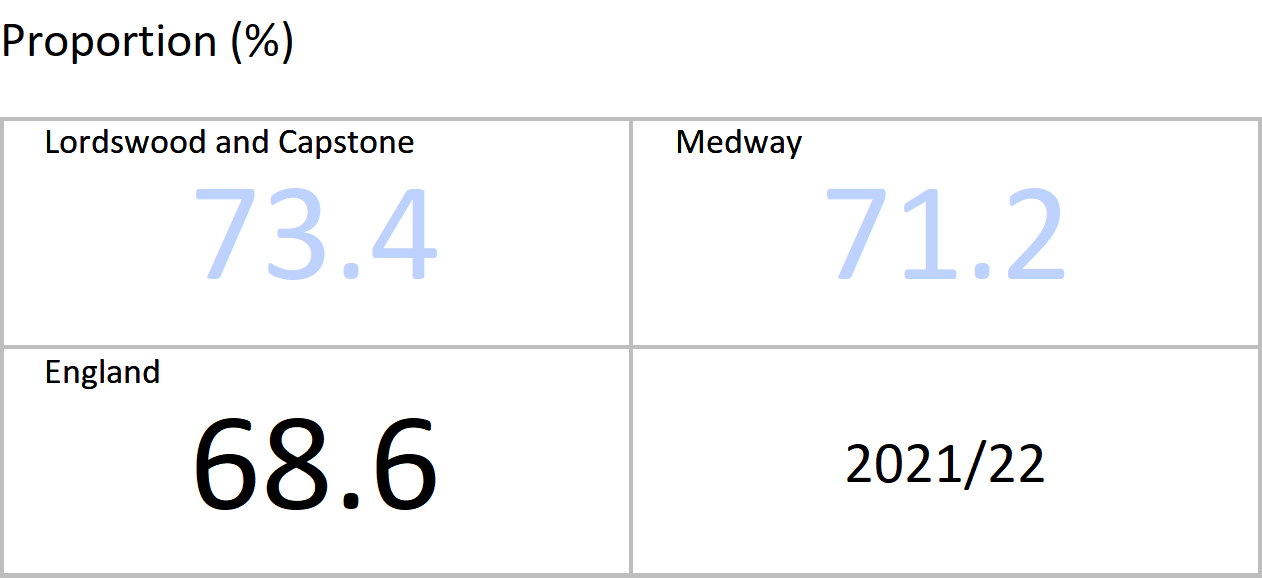 Proportion (%)
Lordswood and Capstone
73.4
Medway
71.2
England
68.6
2021/22